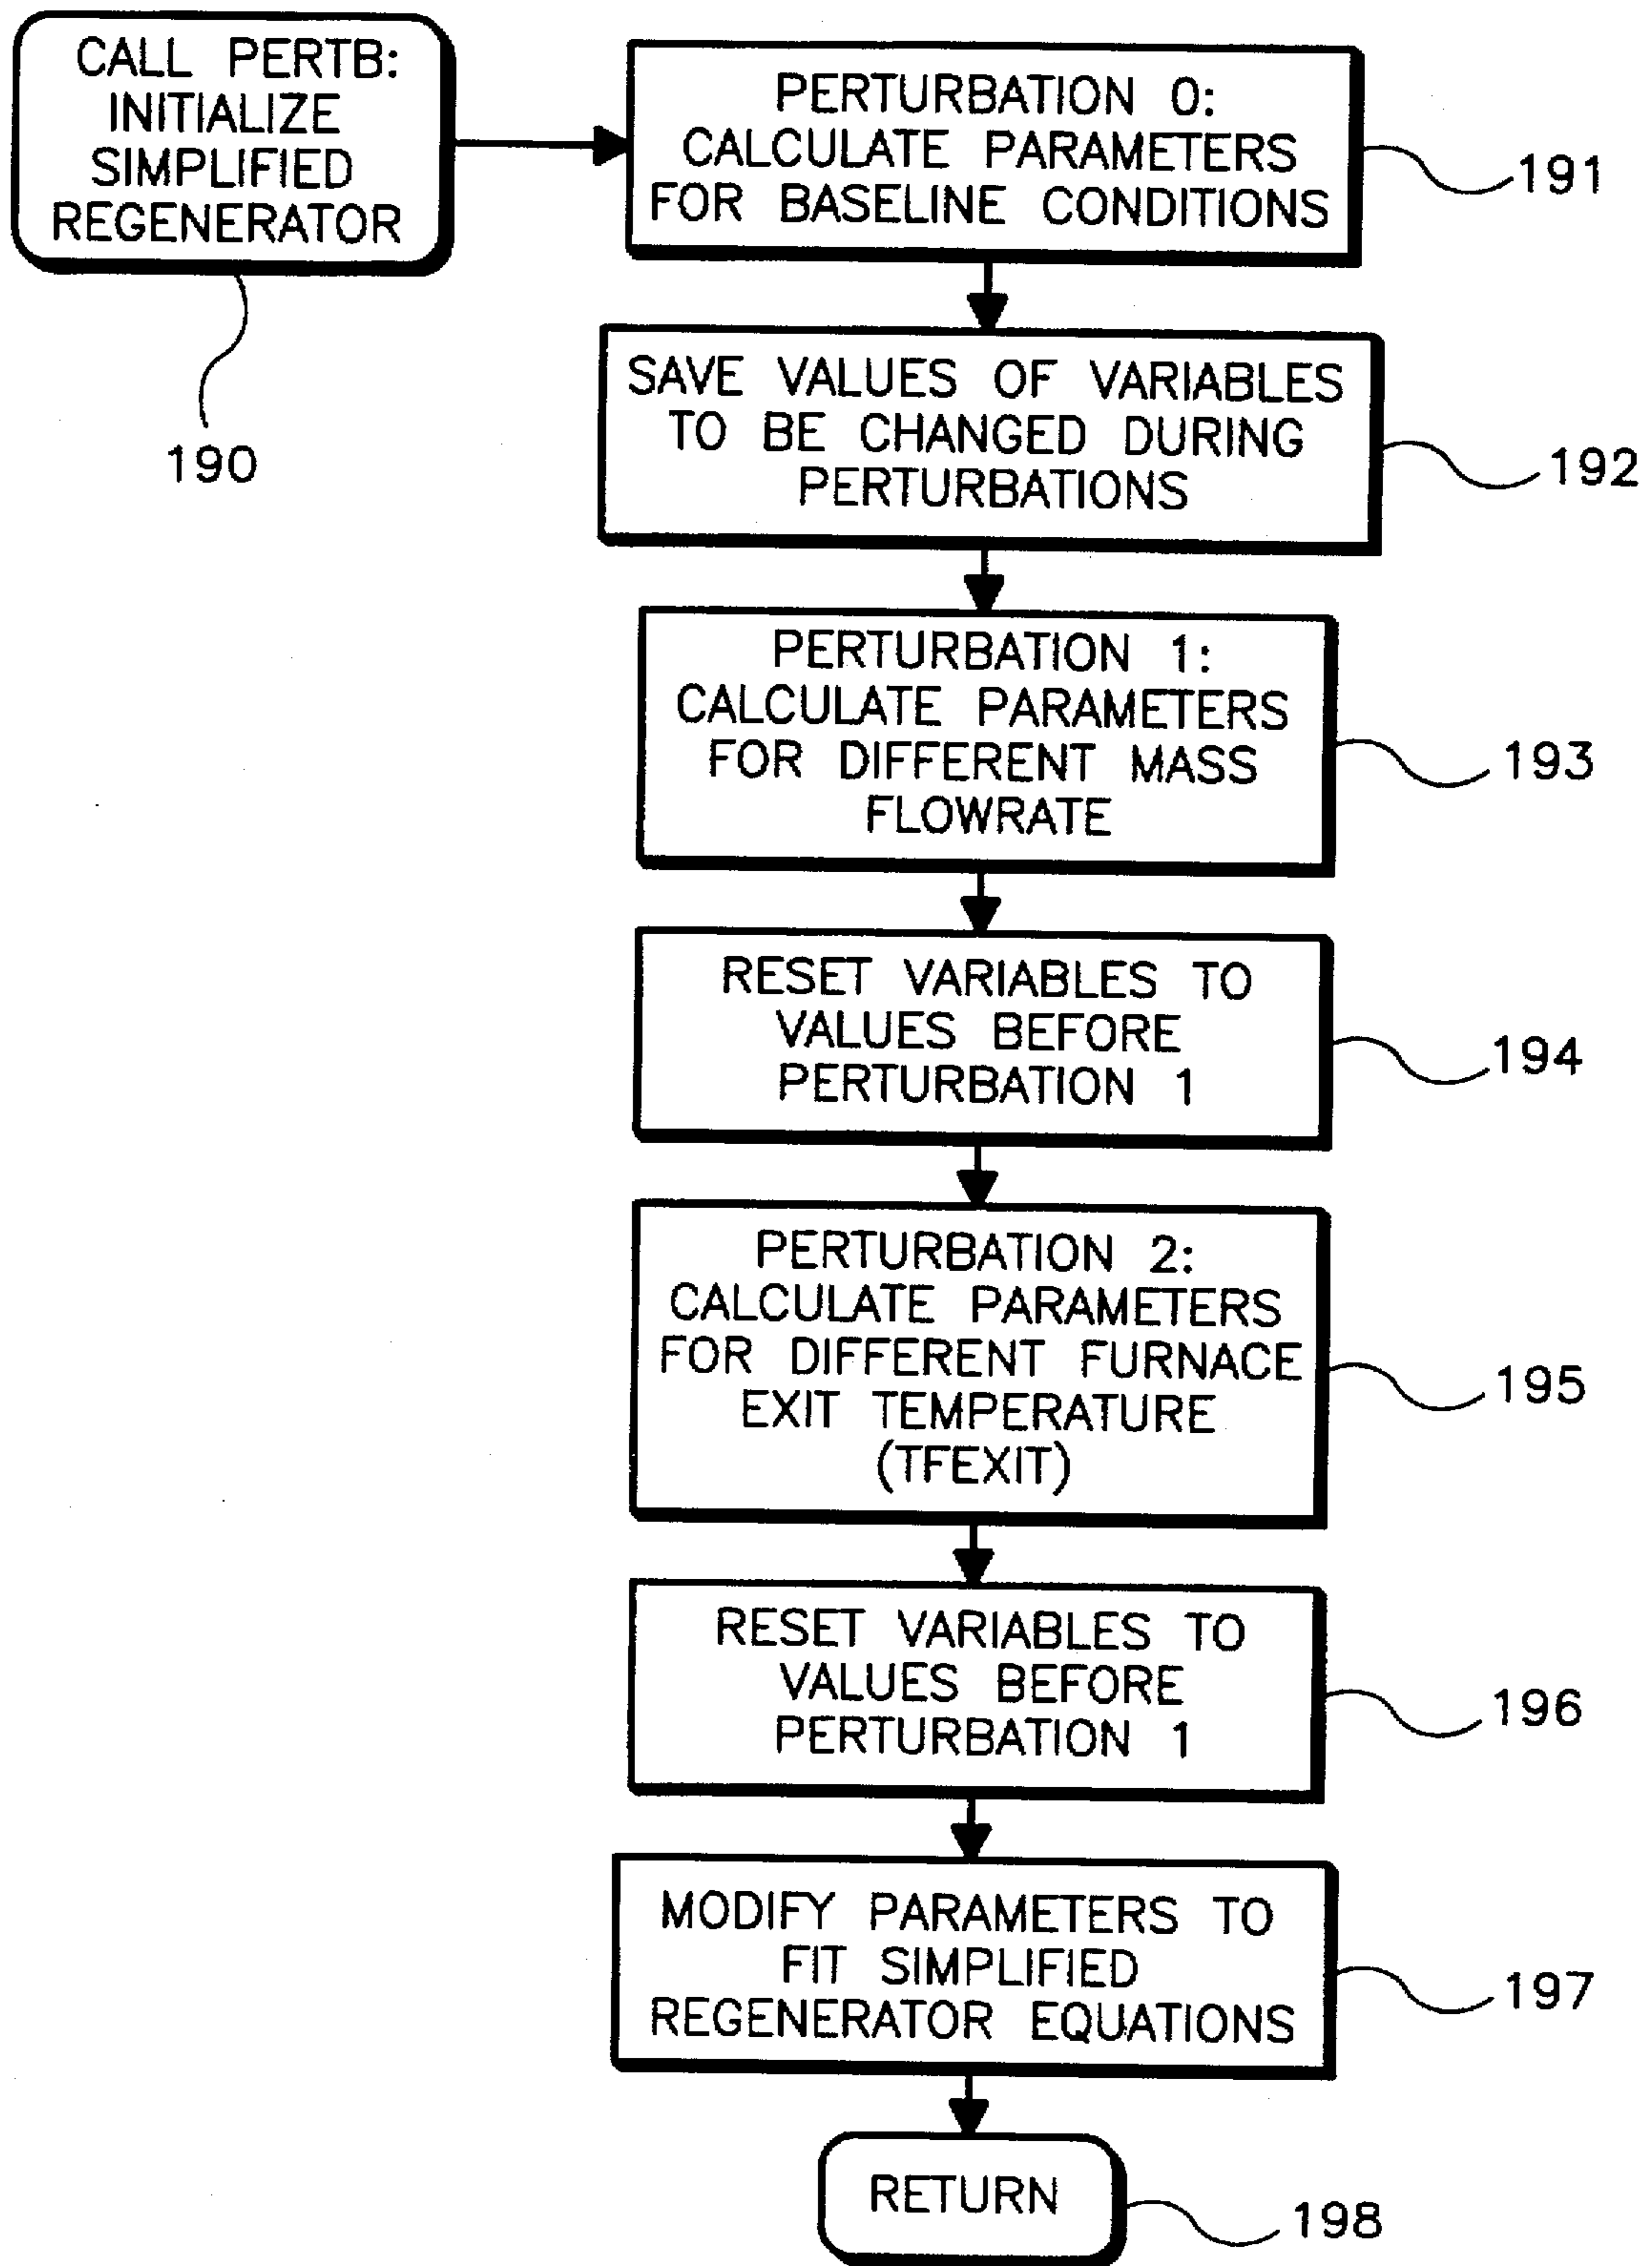 CALL PERTB:
INITIALIZE
SIMPLIFIED
REGENERATOR
190
PERTURBATION 0:
CALCULATE PARAMETERS
FOR BASELINE CONDITIONS
191
SAVE VALUES OF VARIABLES
TO BE CHANGED DURING
PERTURBATIONS
192
PERTURBATION 1:
CALCULATE PARAMETERS
FOR DIFFERENT MASS
FLOWRATE
193
RESET VARIABLES TO
VALUES BEFORE
PERTURBATION 1
194
PERTURBATION 2:
CALCULATE PARAMETERS
FOR DIFFERENT FURNACE
EXIT TEMPERATURE
(TFEXIT)
195
RESET VARIABLES TO
VALUES BEFORE
PERTURBATION 1
196
MODIFY PARAMETERS TO
FIT SIMPLIFIED
REGENERATOR EQUATIONS
197
RETURN
198